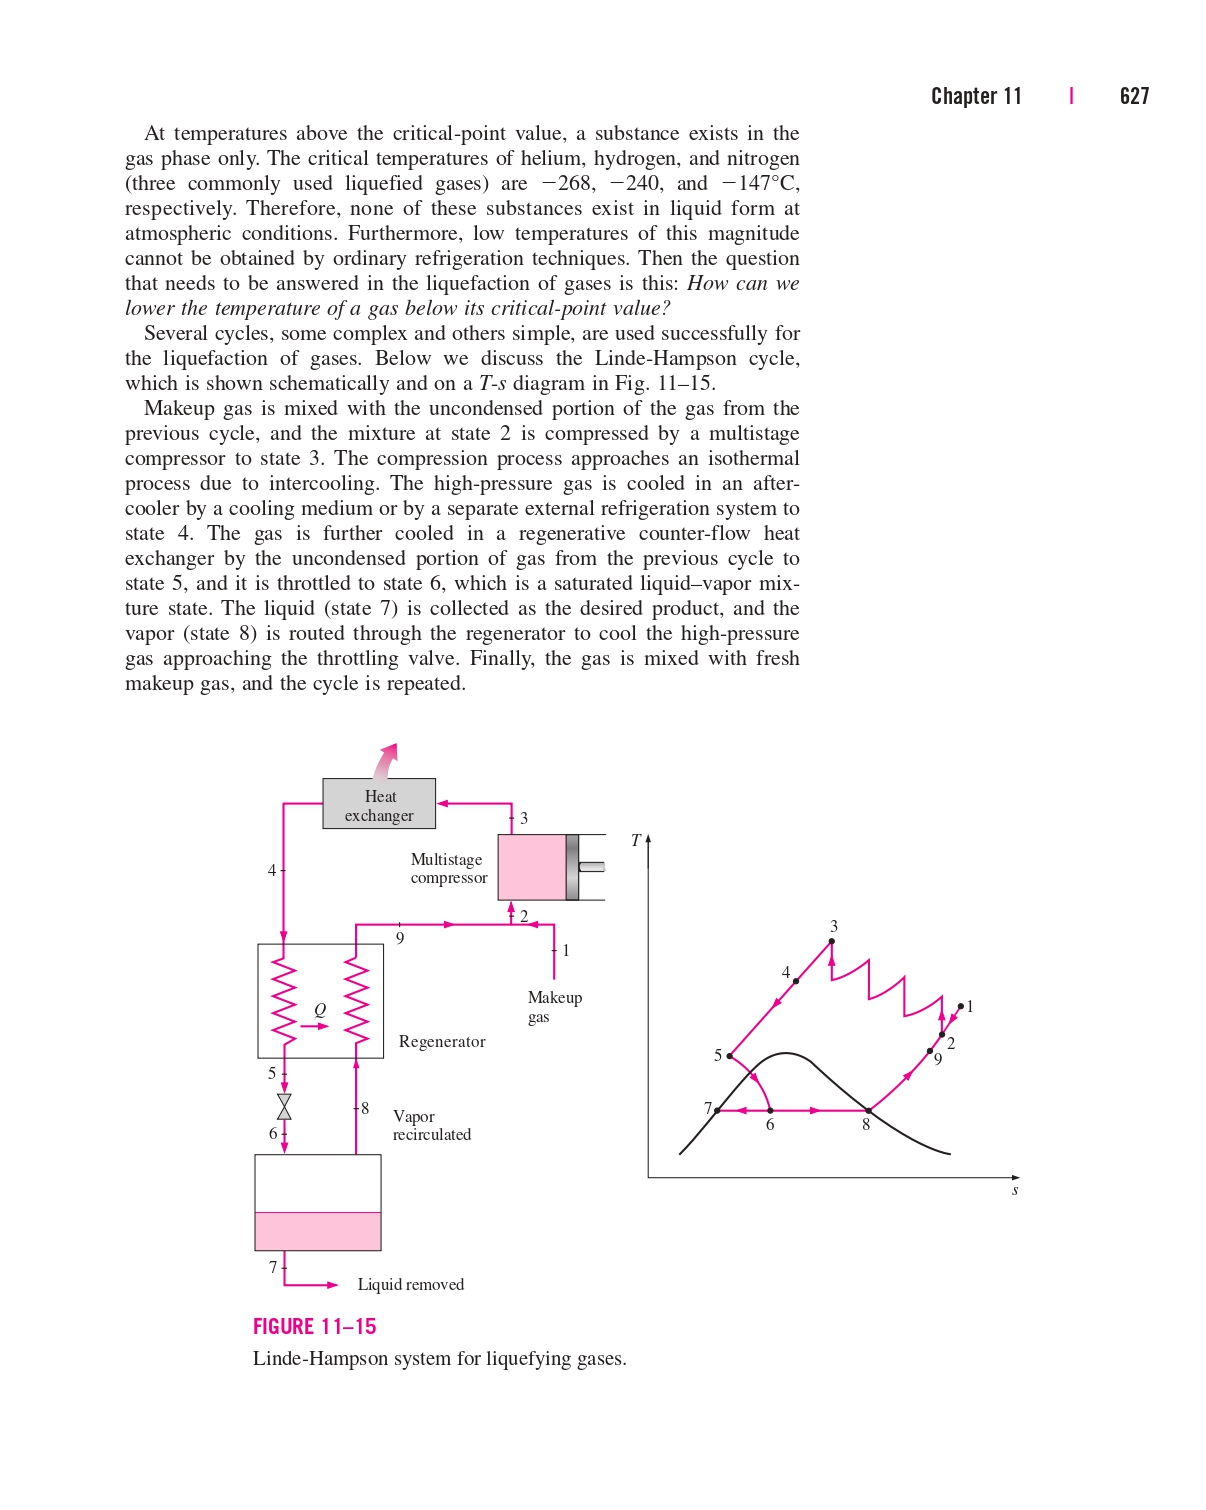 Chapter 11 | 627
At temperatures above the critical-point value, a substance exists in the
gas phase only. The critical temperatures of helium, hydrogen, and nitrogen
(three commonly used liquefied gases) are −268, −240, and −147°C,
respectively. Therefore, none of these substances exist in liquid form at
atmospheric conditions. Furthermore, low temperatures of this magnitude
cannot be obtained by ordinary refrigeration techniques. Then the question
that needs to be answered in the liquefaction of gases is this: How can we
lower the temperature of a gas below its critical-point value?
Several cycles, some complex and others simple, are used successfully for
the liquefaction of gases. Below we discuss the Linde-Hampson cycle,
which is shown schematically and on a T-s diagram in Fig. 11–15.
Makeup gas is mixed with the uncondensed portion of the gas from the
previous cycle, and the mixture at state 2 is compressed by a multistage
compressor to state 3. The compression process approaches an isothermal
process due to intercooling. The high-pressure gas is cooled in an after-
cooler by a cooling medium or by a separate external refrigeration system to
state 4. The gas is further cooled in a regenerative counter-flow heat
exchanger by the uncondensed portion of gas from the previous cycle to
state 5, and it is throttled to state 6, which is a saturated liquid–vapor mix-
ture state. The liquid (state 7) is collected as the desired product, and the
vapor (state 8) is routed through the regenerator to cool the high-pressure
gas approaching the throttling valve. Finally, the gas is mixed with fresh
makeup gas, and the cycle is repeated.
Heat
exchanger
3
Multistage
compressor
4
2
9
1
Makeup
gas
Q
Regenerator
5
8
Vapor
recirculated
6
7
Liquid removed
T
3
4
1
2
9
5
7
6
8
s
FIGURE 11–15
Linde-Hampson system for liquefying gases.